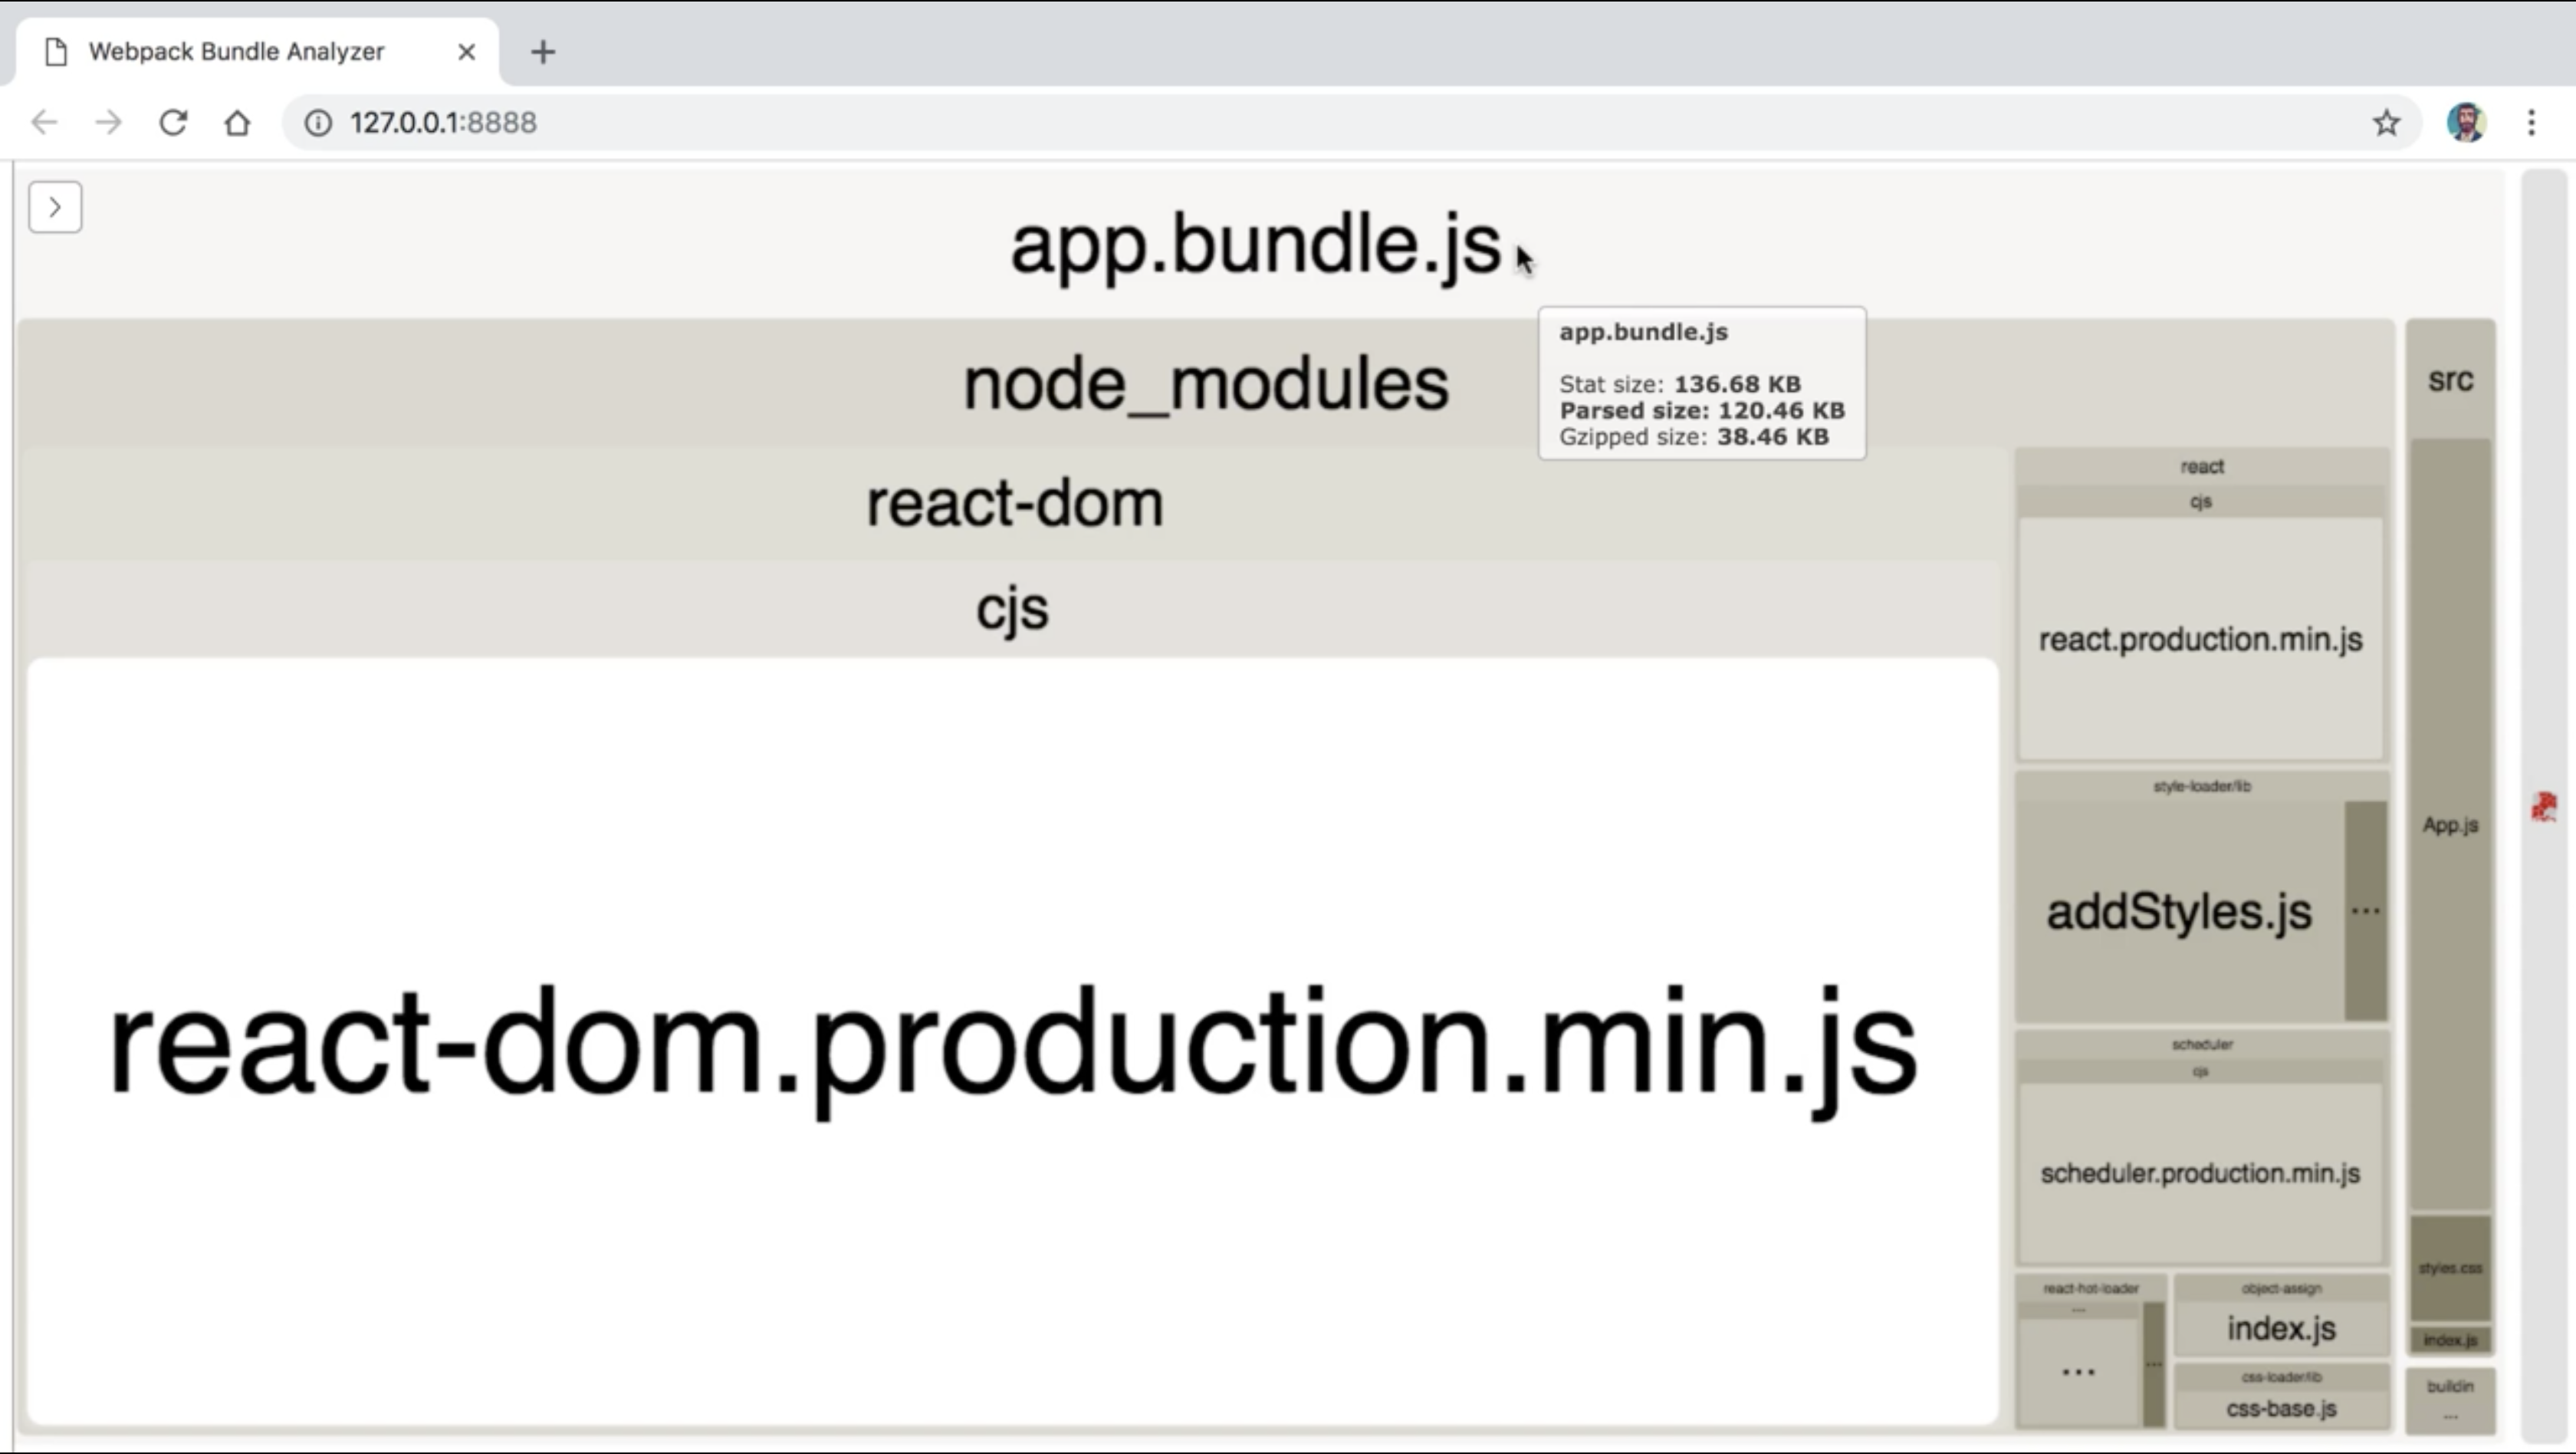 Webpack Bundle Analyzer
127.0.0.1:8888
app.bundle.js
app.bundle.js
Stat size: 136.68 KB
Parsed size: 120.46 KB
Gzipped size: 38.46 KB
node_modules
src
react-dom
cjs
react-dom.production.min.js
react
cjs
react.production.min.js
style-loader/lib
addStyles.js
...
scheduler
cjs
scheduler.production.min.js
react-hot-loader
...
...
...
object-assign
index.js
css-loader/lib
css-base.js
App.js
styles.css
index.js
buildin
...